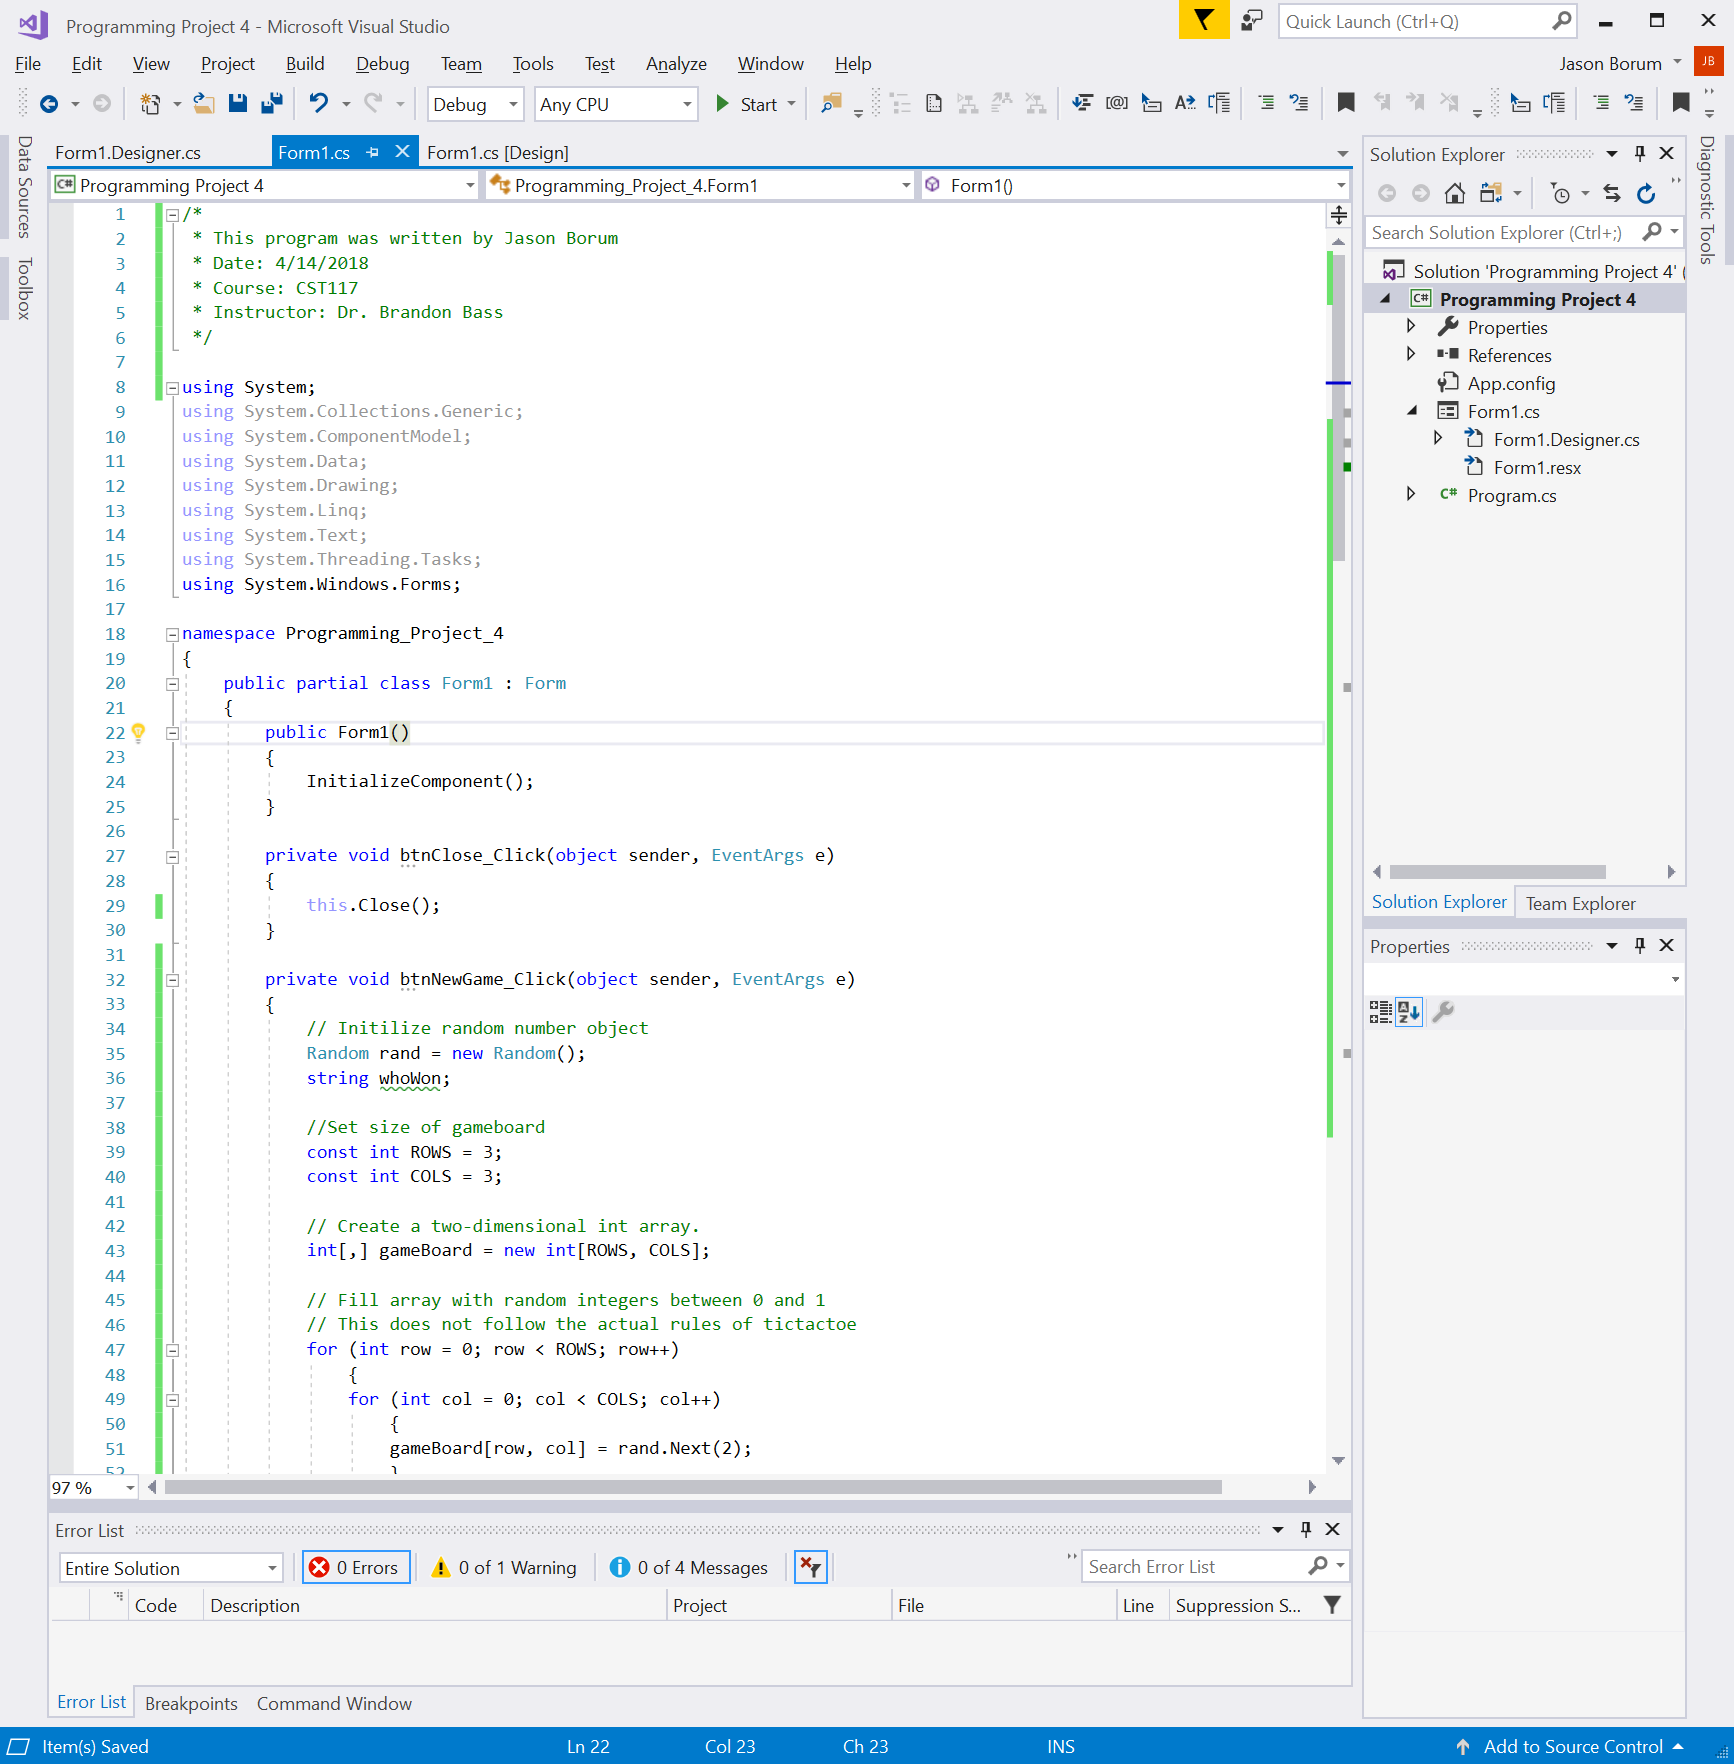 Programming Project 4 - Microsoft Visual Studio
Quick Launch (Ctrl+Q)
File Edit View Project Build Debug Team Tools Test Analyze Window Help
Jason Borum JB
Debug Any CPU Start
Data Sources
Toolbox
Form1.Designer.cs Form1.cs Form1.cs [Design]
C# Programming Project 4 Programming_Project_4.Form1 Form1()
1 /*
2 * This program was written by Jason Borum
3 * Date: 4/14/2018
4 * Course: CST117
5 * Instructor: Dr. Brandon Bass
6 */
7
8 using System;
9 using System.Collections.Generic;
10 using System.ComponentModel;
11 using System.Data;
12 using System.Drawing;
13 using System.Linq;
14 using System.Text;
15 using System.Threading.Tasks;
16 using System.Windows.Forms;
17
18 namespace Programming_Project_4
19 {
20 public partial class Form1 : Form
21 {
22 public Form1()
23 {
24 InitializeComponent();
25 }
26
27 private void btnClose_Click(object sender, EventArgs e)
28 {
29 this.Close();
30 }
31
32 private void btnNewGame_Click(object sender, EventArgs e)
33 {
34 // Initilize random number object
35 Random rand = new Random();
36 string whoWon;
37
38 //Set size of gameboard
39 const int ROWS = 3;
40 const int COLS = 3;
41
42 // Create a two-dimensional int array.
43 int[,] gameBoard = new int[ROWS, COLS];
44
45 // Fill array with random integers between 0 and 1
46 // This does not follow the actual rules of tictactoe
47 for (int row = 0; row < ROWS; row++)
48 {
49 for (int col = 0; col < COLS; col++)
50 {
51 gameBoard[row, col] = rand.Next(2);
52 }
97 %
Error List
Entire Solution 0 Errors 0 of 1 Warning 0 of 4 Messages Search Error List
Code Description Project File Line Suppression S...
Error List Breakpoints Command Window
Solution Explorer
Search Solution Explorer (Ctrl+;)
Solution 'Programming Project 4' (
C# Programming Project 4
Properties
References
App.config
Form1.cs
Form1.Designer.cs
Form1.resx
C# Program.cs
Solution Explorer Team Explorer
Properties
Diagnostic Tools
Item(s) Saved Ln 22 Col 23 Ch 23 INS Add to Source Control